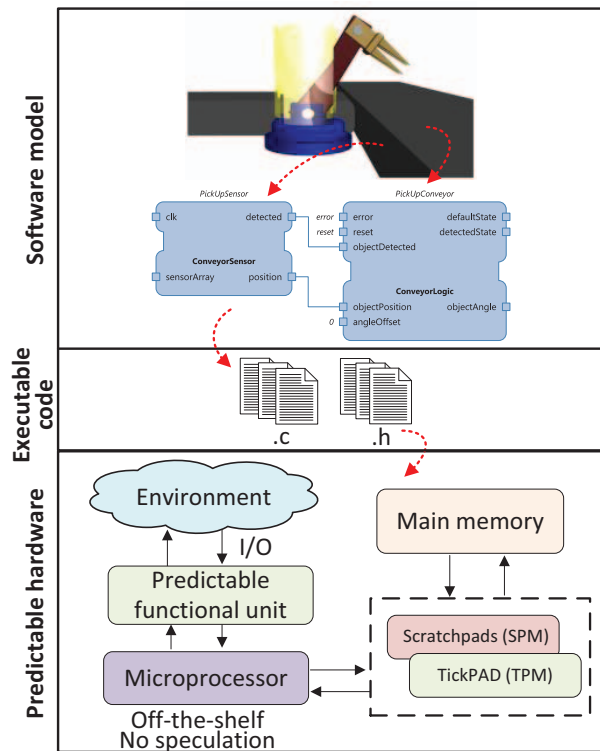 Software model
PickUpSensor
PickUpConveyor
clk
detected
ConveyorSensor
sensorArray
position
error
reset
0
error
defaultState
reset
detectedState
objectDetected
ConveyorLogic
objectPosition
objectAngle
angleOffset
Executable
code
.c
.h
Predictable hardware
Environment
I/O
Predictable
functional unit
Microprocessor
Off-the-shelf
No speculation
Main memory
Scratchpads (SPM)
TickPAD (TPM)